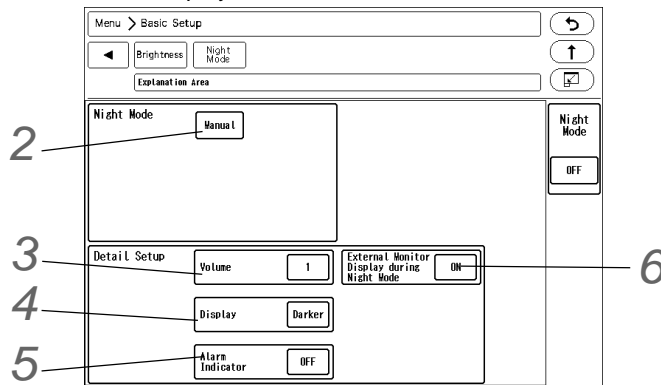 Menu > Basic Setup
◀ Brightness Night Mode
Explanation Area
Night Mode
Manual
Night
Mode
OFF
2
Detail Setup
Volume 1
External Monitor
Display during
Night Mode
ON
3
6
Display Darker
4
Alarm
Indicator
OFF
5